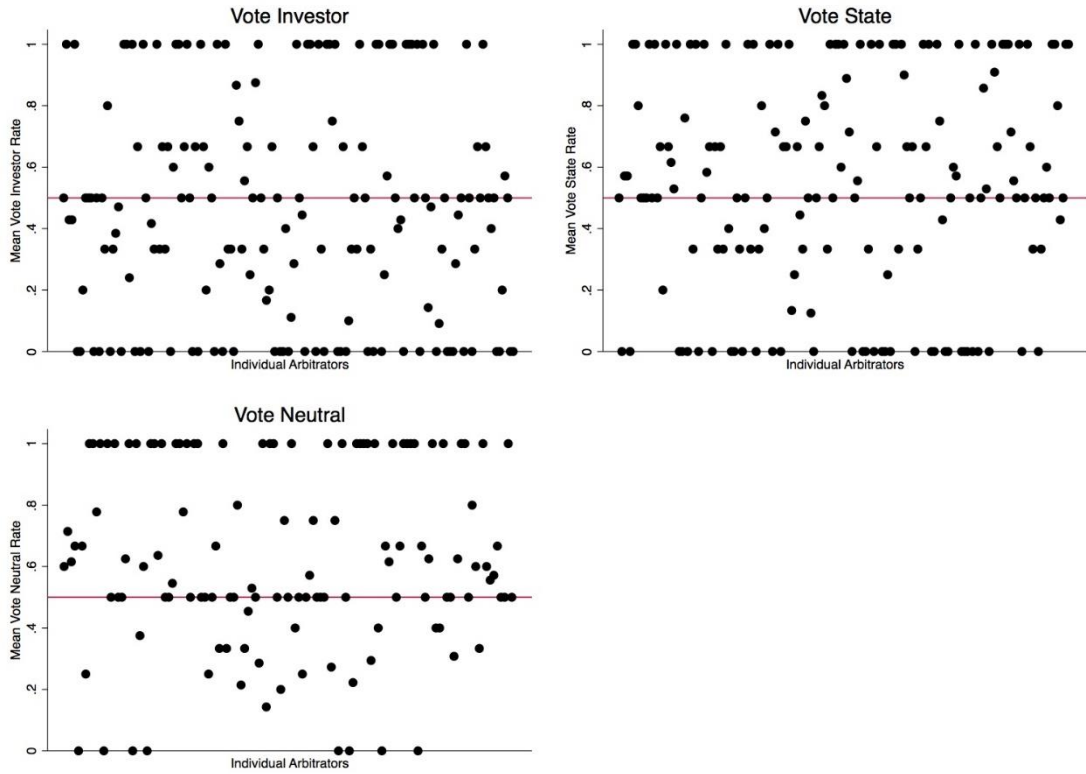 Vote Investor
Mean Vote Investor Rate
1
.8
.6
.4
.2
0
Individual Arbitrators
Vote State
Mean Vote State Rate
1
.8
.6
.4
.2
0
Individual Arbitrators
Vote Neutral
Mean Vote Neutral Rate
1
.8
.6
.4
.2
0
Individual Arbitrators